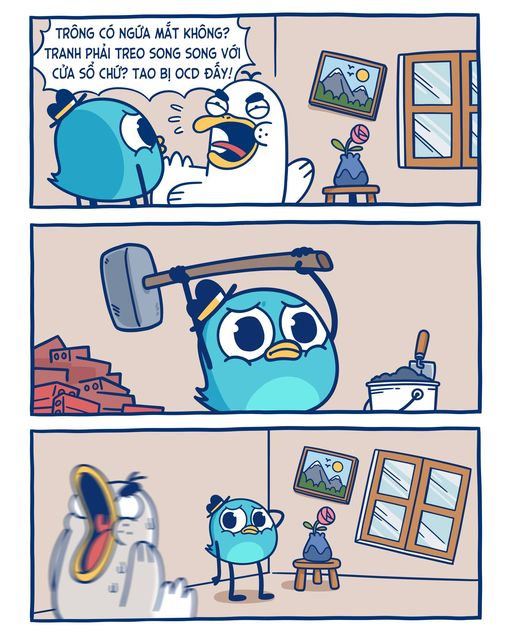 TRÔNG CÓ NGỨA MẮT KHÔNG?
TRANH PHẢI TREO SONG SONG VỚI
CỬA SỔ CHỨ? TAO BỊ OCD ĐẤY!